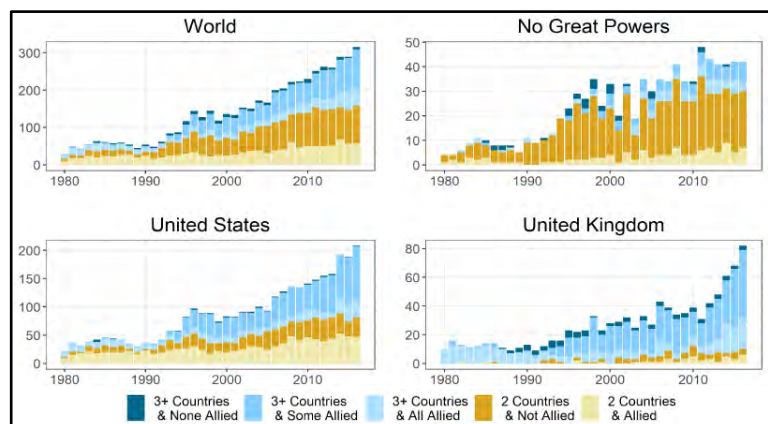 World
300
200
100
0
1980 1990 2000 2010
No Great Powers
50
40
30
20
10
0
1980 1990 2000 2010
United States
200
150
100
50
0
1980 1990 2000 2010
United Kingdom
80
60
40
20
0
1980 1990 2000 2010
3+ Countries & None Allied
3+ Countries & Some Allied
3+ Countries & All Allied
2 Countries & Not Allied
2 Countries & Allied